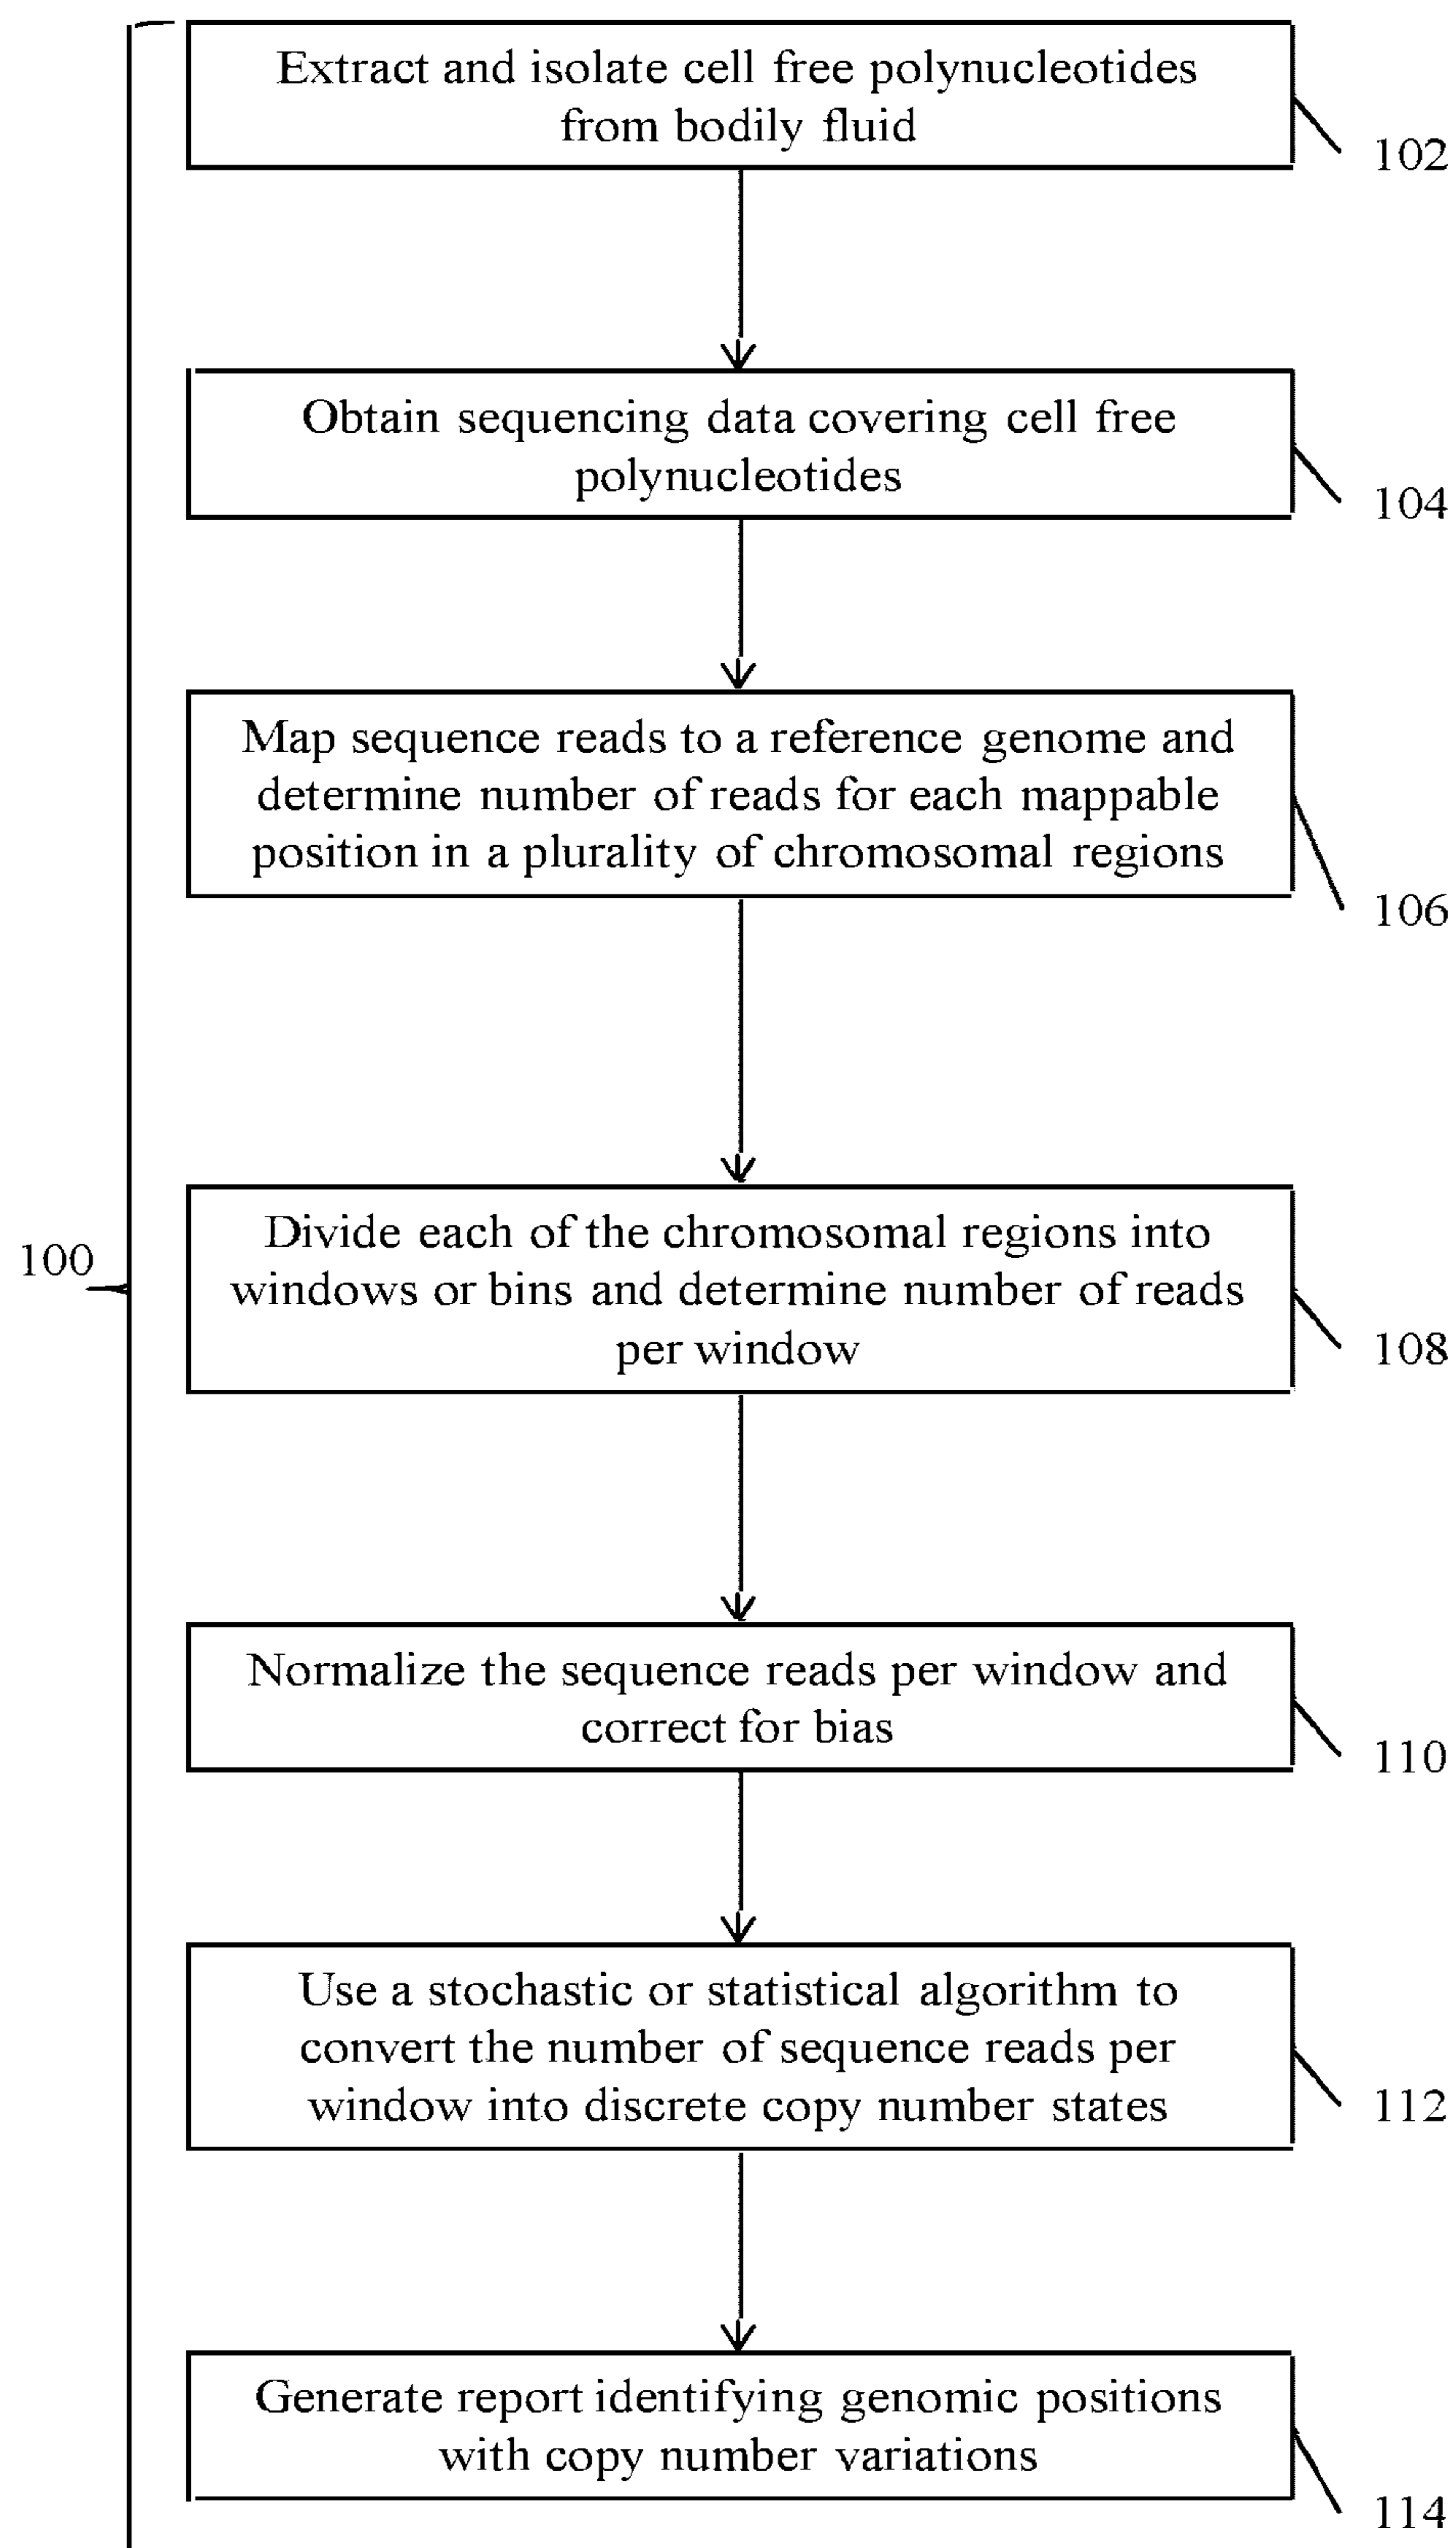 Extract and isolate cell free polynucleotides
from bodily fluid
102
Obtain sequencing data covering cell free
polynucleotides
104
Map sequence reads to a reference genome and
determine number of reads for each mappable
position in a plurality of chromosomal regions
106
100
Divide each of the chromosomal regions into
windows or bins and determine number of reads
per window
108
Normalize the sequence reads per window and
correct for bias
110
Use a stochastic or statistical algorithm to
convert the number of sequence reads per
window into discrete copy number states
112
Generate report identifying genomic positions
with copy number variations
114